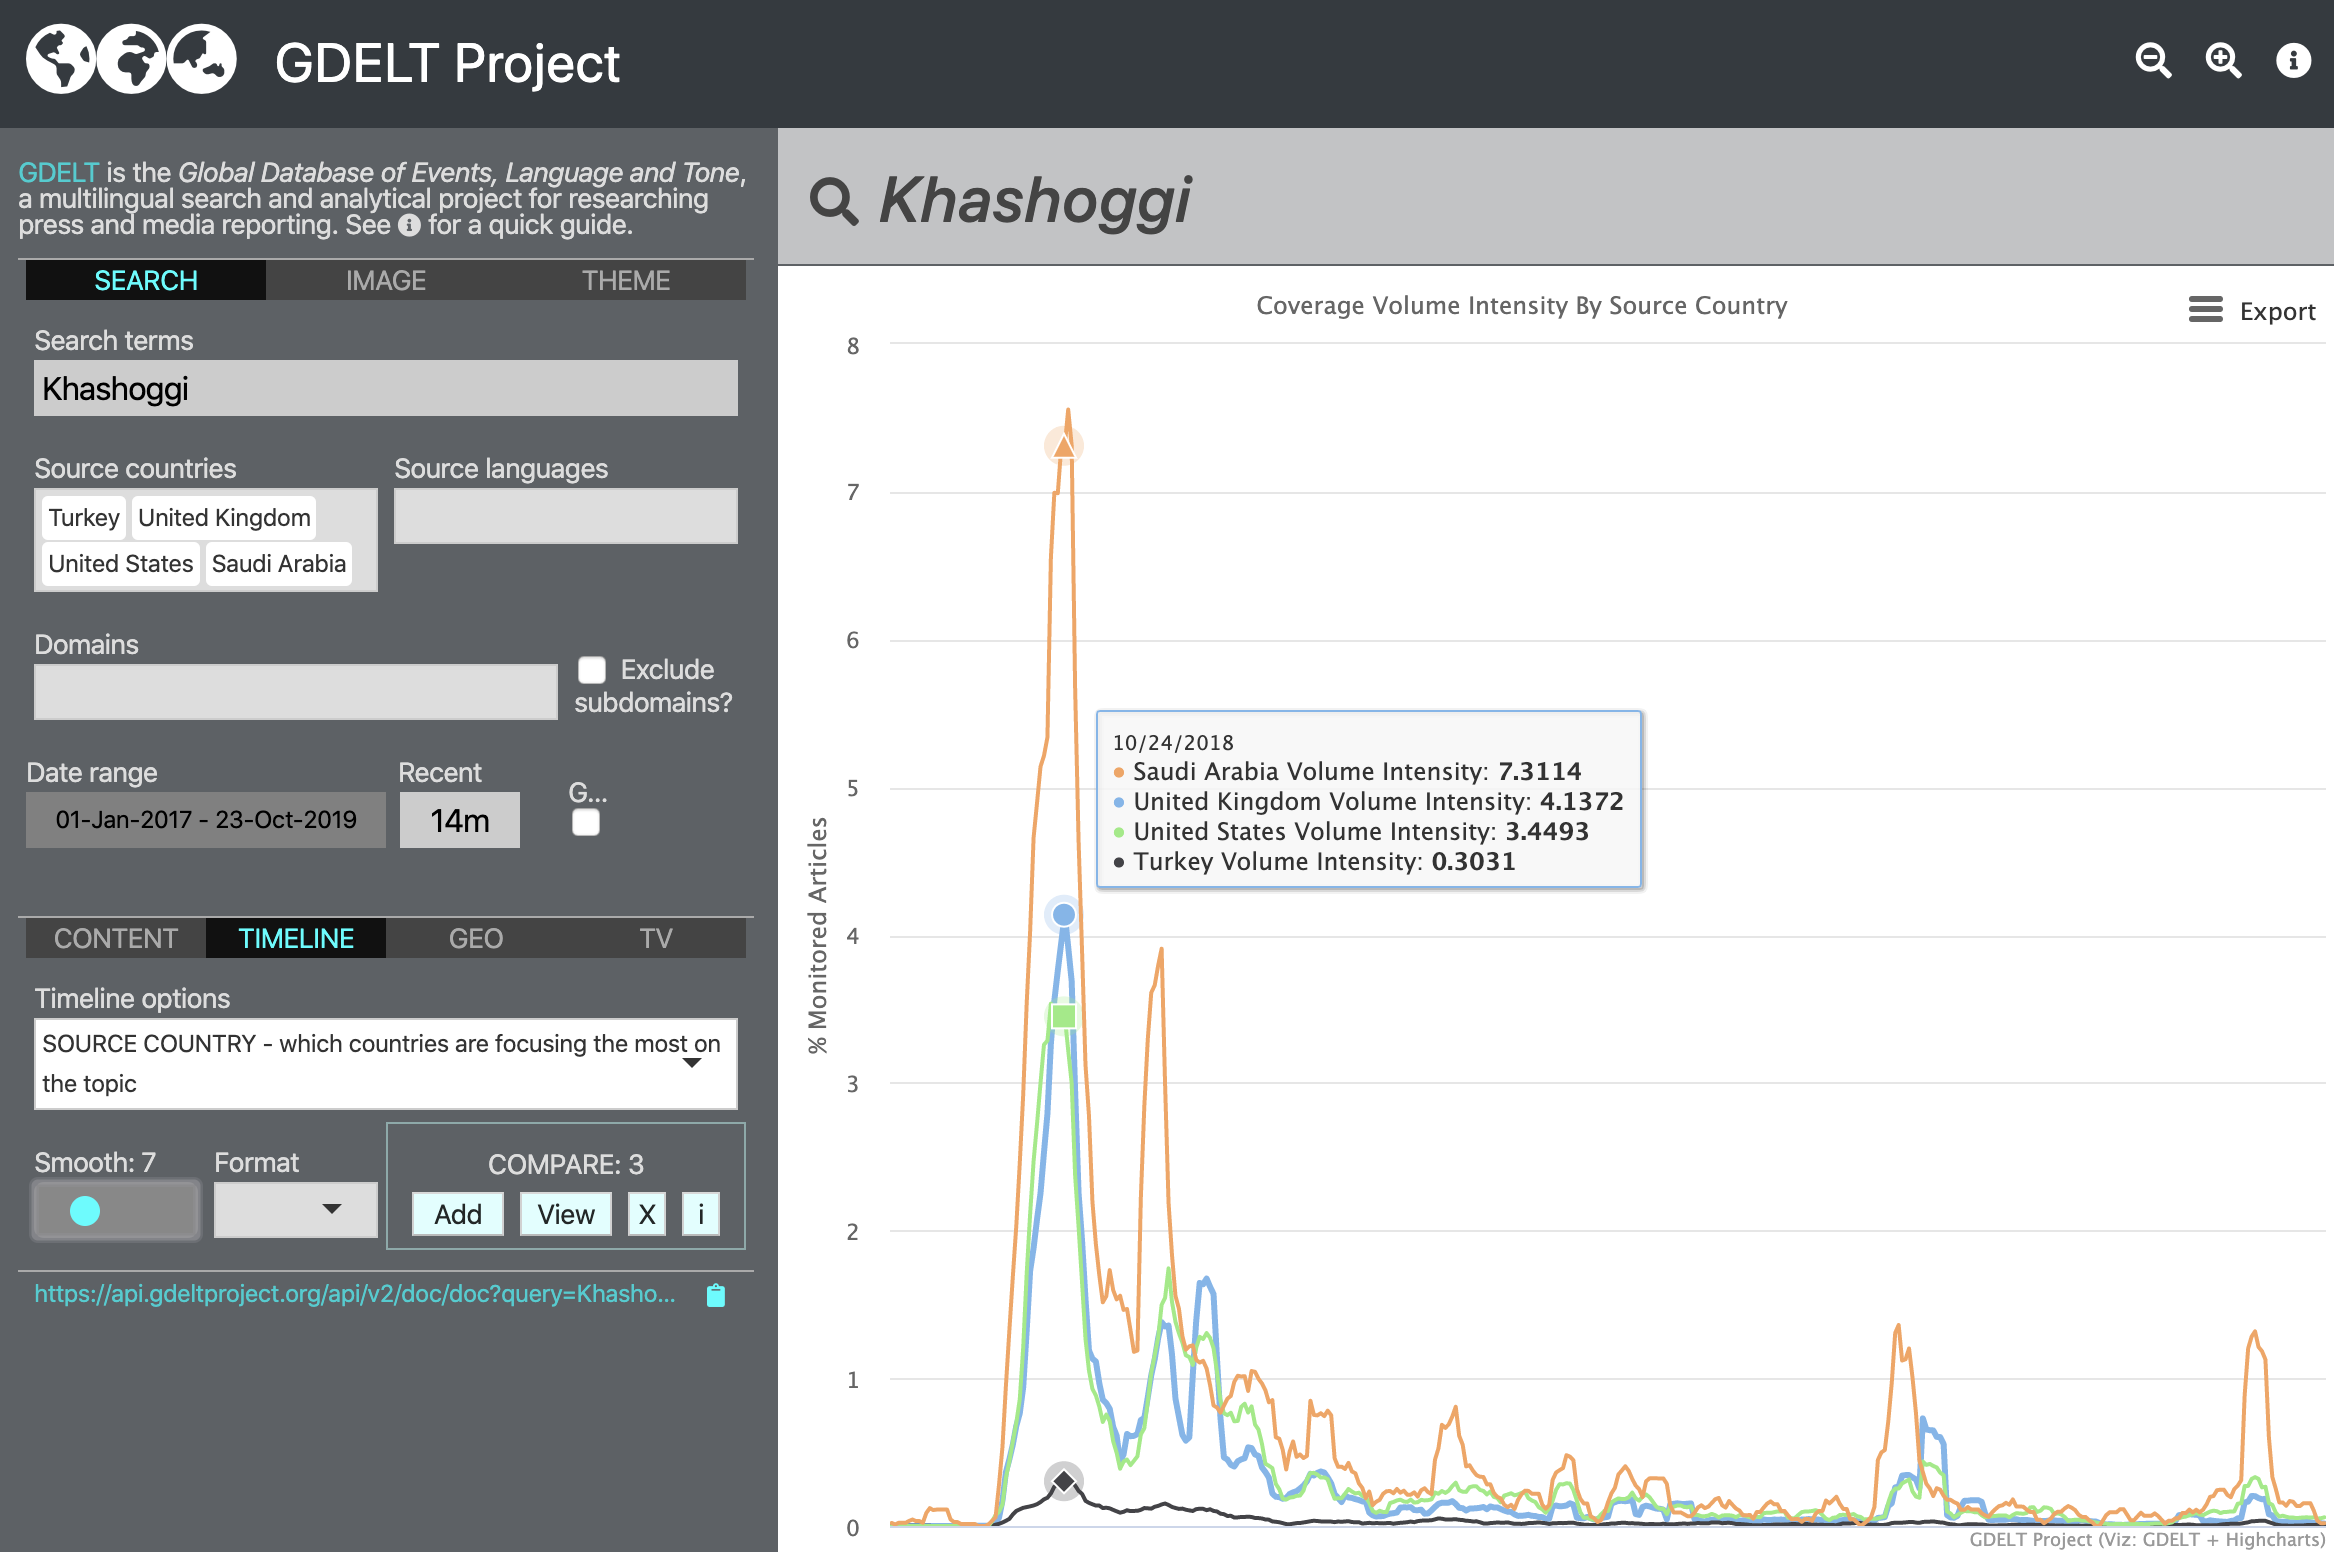 GDELT Project
GDELT is the Global Database of Events, Language and Tone,
a multilingual search and analytical project for researching
press and media reporting. See i for a quick guide.
SEARCH IMAGE THEME
Search terms
Khashoggi
Source countries Source languages
Turkey United Kingdom
United States Saudi Arabia
Domains
Exclude
subdomains?
Date range Recent G...
01-Jan-2017 - 23-Oct-2019 14m
CONTENT TIMELINE GEO TV
Timeline options
SOURCE COUNTRY - which countries are focusing the most on
the topic
Smooth: 7 Format
COMPARE: 3
Add View X i
https://api.gdeltproject.org/api/v2/doc/doc?query=Khasho...
Khashoggi
Coverage Volume Intensity By Source Country
Export
% Monitored Articles
8
7
6
5
4
3
2
1
0
10/24/2018
Saudi Arabia Volume Intensity: 7.3114
United Kingdom Volume Intensity: 4.1372
United States Volume Intensity: 3.4493
Turkey Volume Intensity: 0.3031
GDELT Project (Viz: GDELT + Highcharts)